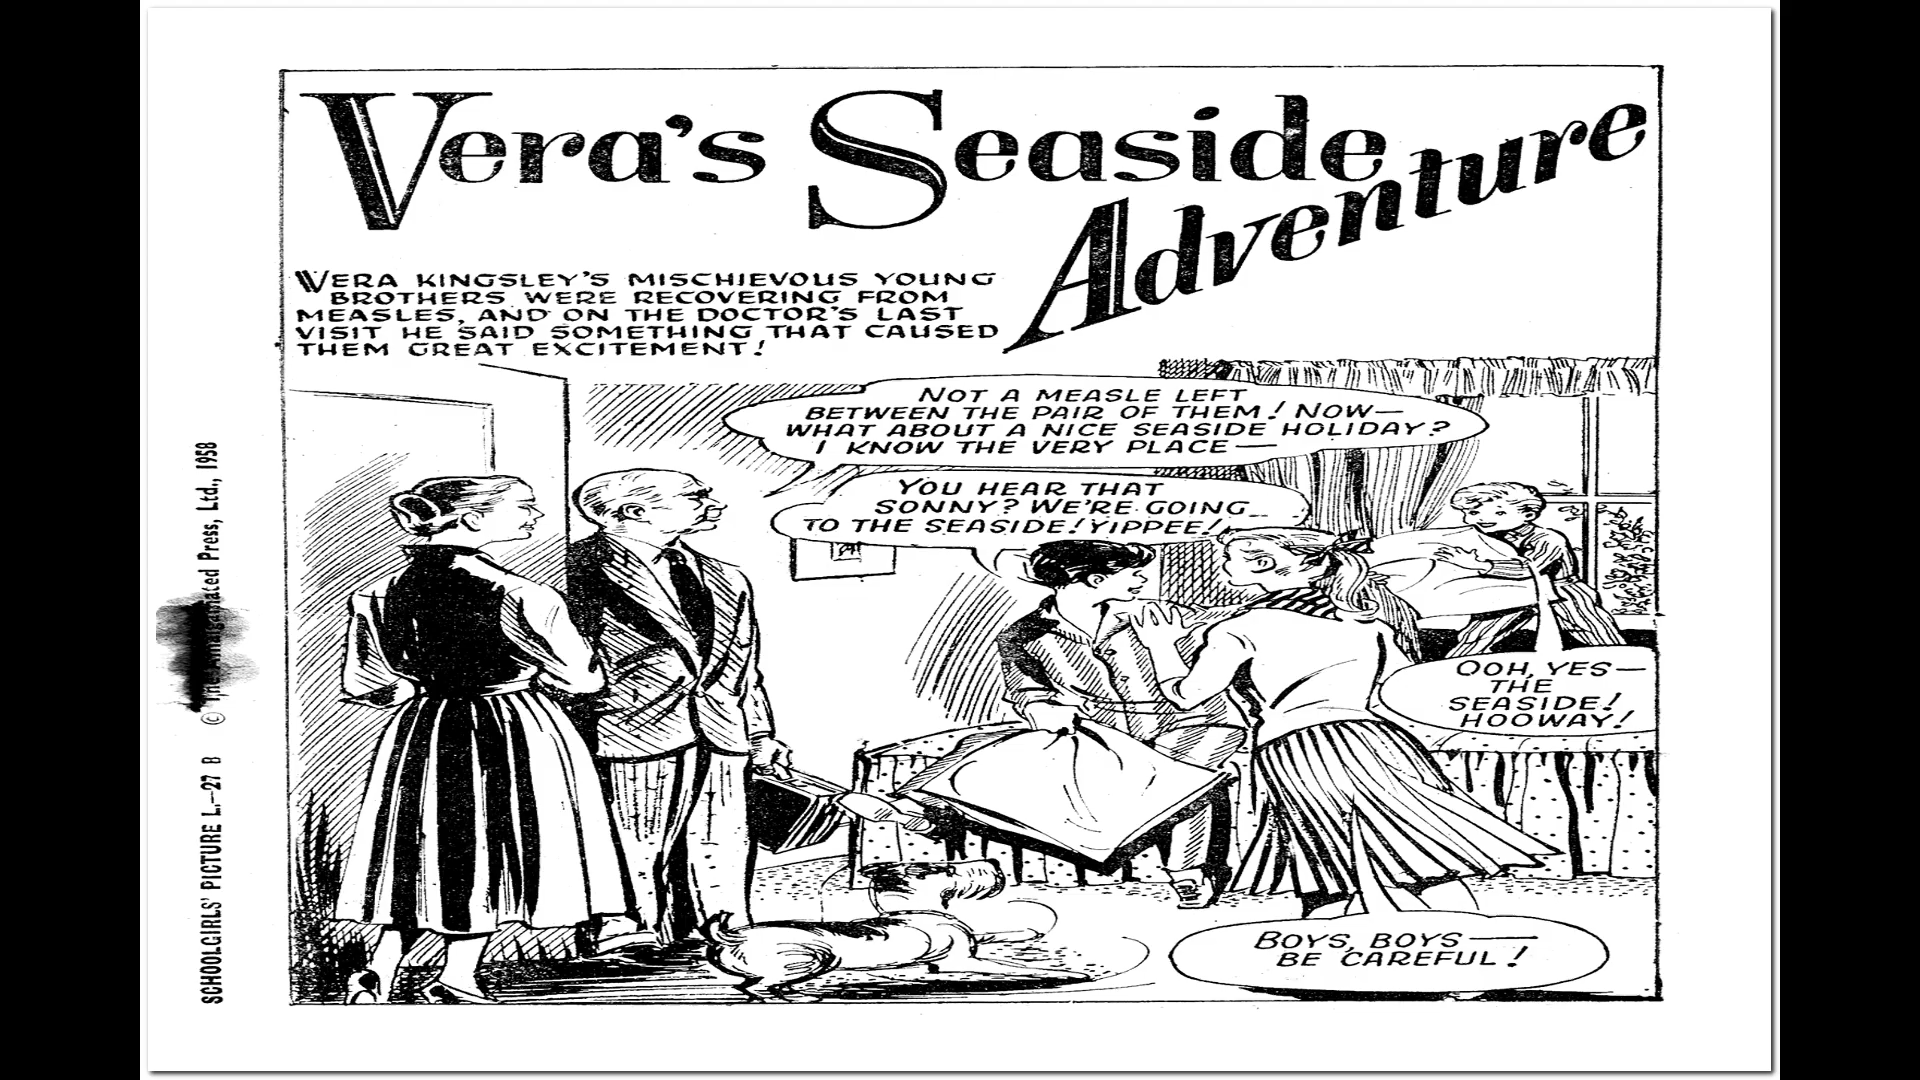 Vera's Seaside
Adventure
VERA KINGSLEY'S MISCHIEVOUS YOUNG
BROTHERS WERE RECOVERING FROM
MEASLES, AND ON THE DOCTOR'S LAST
VISIT HE SAID SOMETHING THAT CAUSED
THEM GREAT EXCITEMENT!
NOT A MEASLE LEFT
BETWEEN THE PAIR OF THEM! NOW—
WHAT ABOUT A NICE SEASIDE HOLIDAY?
I KNOW THE VERY PLACE—
YOU HEAR THAT
SONNY? WE'RE GOING
TO THE SEASIDE! YIPPEE!
OOH, YES—
THE
SEASIDE!
HOOWAY!
BOYS, BOYS—
BE CAREFUL!
SCHOOLGIRLS' PICTURE L.—27 B © The Amalgamated Press, Ltd., 1958